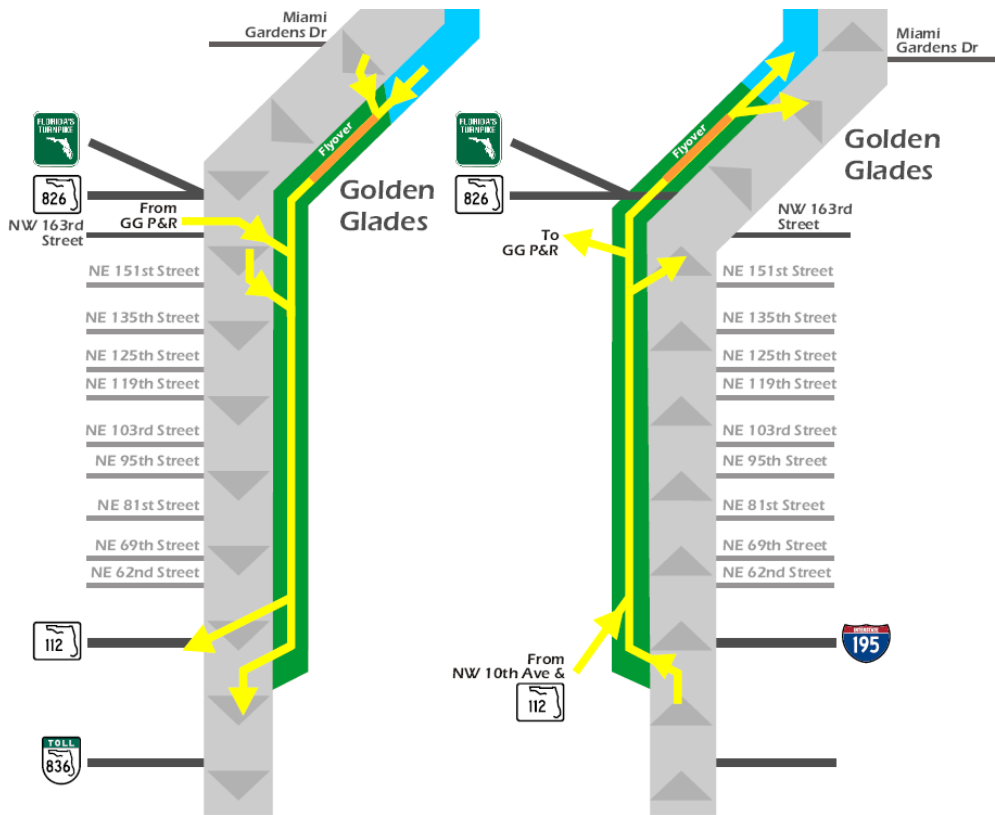 Miami
Gardens Dr
FLORIDA'S
TURNPIKE
826
Flyover
Golden
Glades
From
GG P&R
NW 163rd
Street
NE 151st Street
NE 135th Street
NE 125th Street
NE 119th Street
NE 103rd Street
NE 95th Street
NE 81st Street
NE 69th Street
NE 62nd Street
112
TOLL
836
Miami
Gardens Dr
FLORIDA'S
TURNPIKE
826
Flyover
Golden
Glades
NW 163rd
Street
To
GG P&R
NE 151st Street
NE 135th Street
NE 125th Street
NE 119th Street
NE 103rd Street
NE 95th Street
NE 81st Street
NE 69th Street
NE 62nd Street
INTERSTATE
195
From
NW 10th Ave &
112